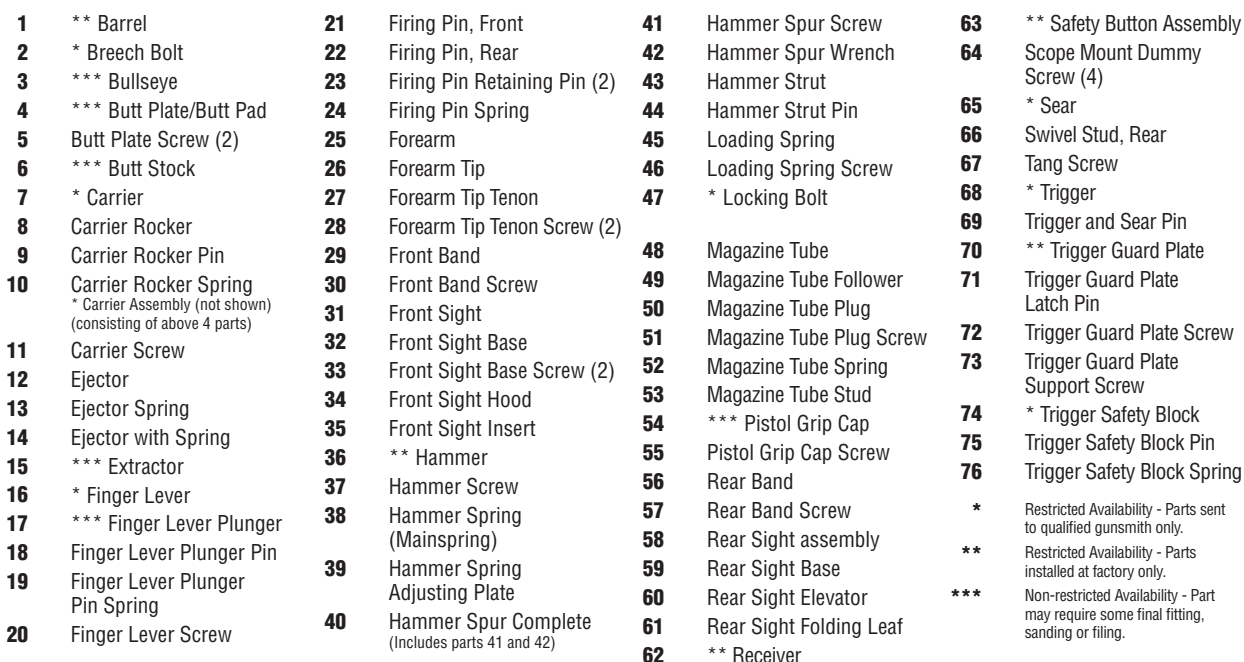 1 ** Barrel
2 * Breech Bolt
3 *** Bullseye
4 *** Butt Plate/Butt Pad
5 Butt Plate Screw (2)
6 *** Butt Stock
7 * Carrier
8 Carrier Rocker
9 Carrier Rocker Pin
10 Carrier Rocker Spring
* Carrier Assembly (not shown)
(consisting of above 4 parts)
11 Carrier Screw
12 Ejector
13 Ejector Spring
14 Ejector with Spring
15 *** Extractor
16 * Finger Lever
17 *** Finger Lever Plunger
18 Finger Lever Plunger Pin
19 Finger Lever Plunger
Pin Spring
20 Finger Lever Screw
21 Firing Pin, Front
22 Firing Pin, Rear
23 Firing Pin Retaining Pin (2)
24 Firing Pin Spring
25 Forearm
26 Forearm Tip
27 Forearm Tip Tenon
28 Forearm Tip Tenon Screw (2)
29 Front Band
30 Front Band Screw
31 Front Sight
32 Front Sight Base
33 Front Sight Base Screw (2)
34 Front Sight Hood
35 Front Sight Insert
36 ** Hammer
37 Hammer Screw
38 Hammer Spring
(Mainspring)
39 Hammer Spring
Adjusting Plate
40 Hammer Spur Complete
(Includes parts 41 and 42)
41 Hammer Spur Screw
42 Hammer Spur Wrench
43 Hammer Strut
44 Hammer Strut Pin
45 Loading Spring
46 Loading Spring Screw
47 * Locking Bolt
48 Magazine Tube
49 Magazine Tube Follower
50 Magazine Tube Plug
51 Magazine Tube Plug Screw
52 Magazine Tube Spring
53 Magazine Tube Stud
54 *** Pistol Grip Cap
55 Pistol Grip Cap Screw
56 Rear Band
57 Rear Band Screw
58 Rear Sight assembly
59 Rear Sight Base
60 Rear Sight Elevator
61 Rear Sight Folding Leaf
62 ** Receiver
63 ** Safety Button Assembly
64 Scope Mount Dummy
Screw (4)
65 * Sear
66 Swivel Stud, Rear
67 Tang Screw
68 * Trigger
69 Trigger and Sear Pin
70 ** Trigger Guard Plate
71 Trigger Guard Plate
Latch Pin
72 Trigger Guard Plate Screw
73 Trigger Guard Plate
Support Screw
74 * Trigger Safety Block
75 Trigger Safety Block Pin
76 Trigger Safety Block Spring
* Restricted Availability - Parts sent
to qualified gunsmith only.
** Restricted Availability - Parts
installed at factory only.
*** Non-restricted Availability - Part
may require some final fitting,
sanding or filing.